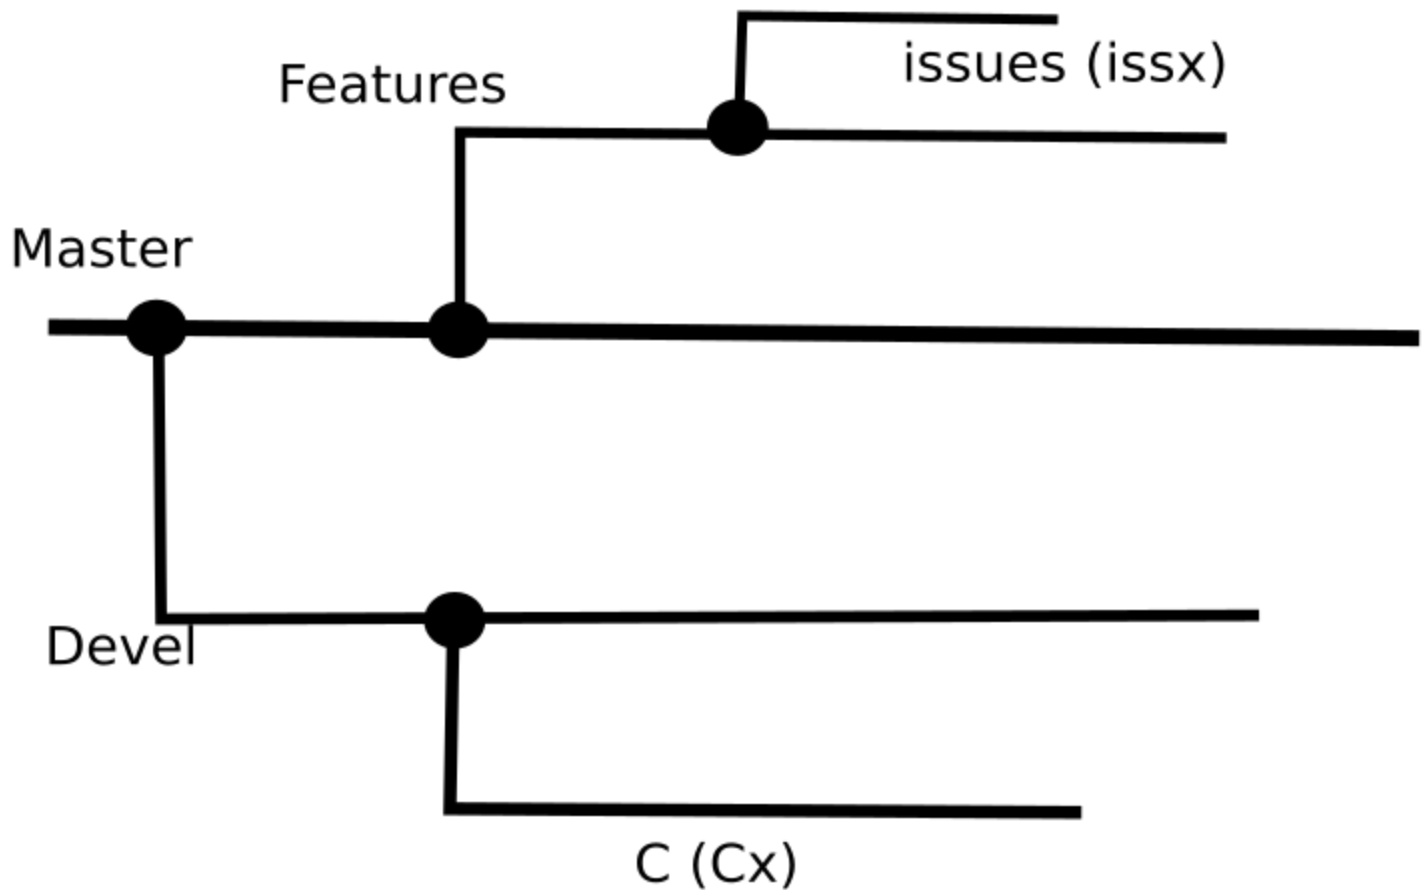 issues (issx)
Features
Master
Devel
C (Cx)